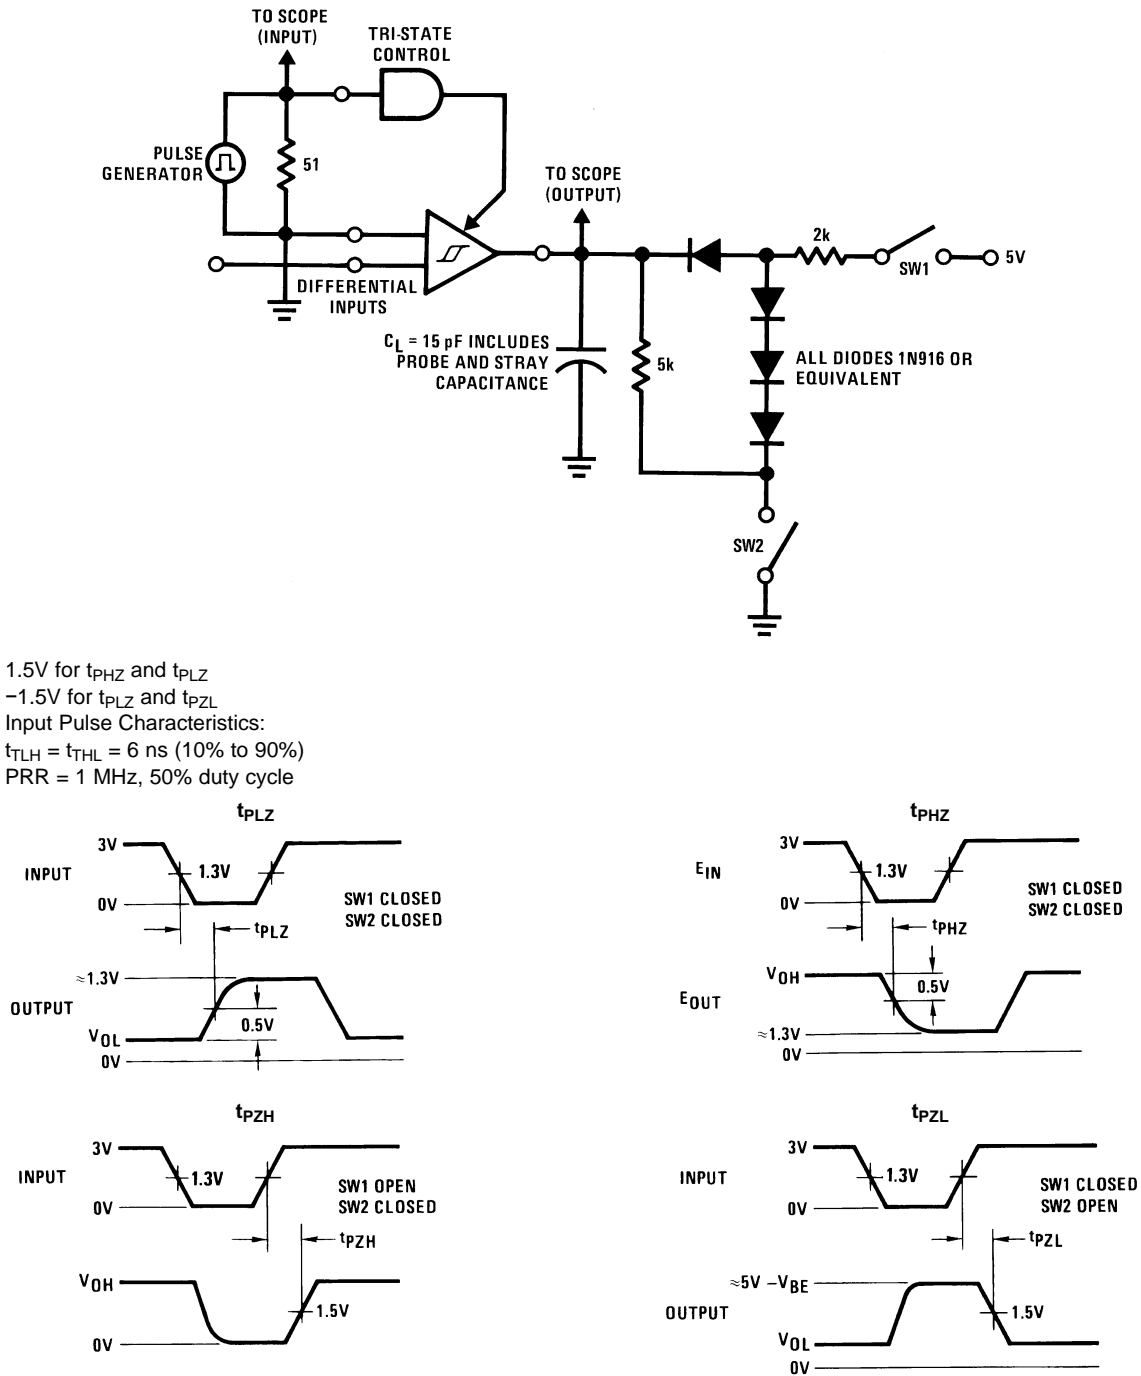 TO SCOPE
(INPUT)
TRI-STATE
CONTROL
PULSE
GENERATOR
51
TO SCOPE
(OUTPUT)
2k
SW1
5V
DIFFERENTIAL
INPUTS
CL = 15 pF INCLUDES
PROBE AND STRAY
CAPACITANCE
5k
ALL DIODES 1N916 OR
EQUIVALENT
SW2
1.5V for tPHZ and tPLZ
−1.5V for tPLZ and tPZL
Input Pulse Characteristics:
tTLH = tTHL = 6 ns (10% to 90%)
PRR = 1 MHz, 50% duty cycle
tPLZ
3V
INPUT
1.3V
0V
SW1 CLOSED
SW2 CLOSED
tPLZ
≈1.3V
OUTPUT
0.5V
VOL
0V
tPHZ
3V
EIN
1.3V
0V
SW1 CLOSED
SW2 CLOSED
tPHZ
VOH
0.5V
EOUT
≈1.3V
0V
tPZH
3V
INPUT
1.3V
0V
SW1 OPEN
SW2 CLOSED
tPZH
VOH
1.5V
0V
tPZL
3V
INPUT
1.3V
0V
SW1 CLOSED
SW2 OPEN
tPZL
≈5V −VBE
OUTPUT
1.5V
VOL
0V